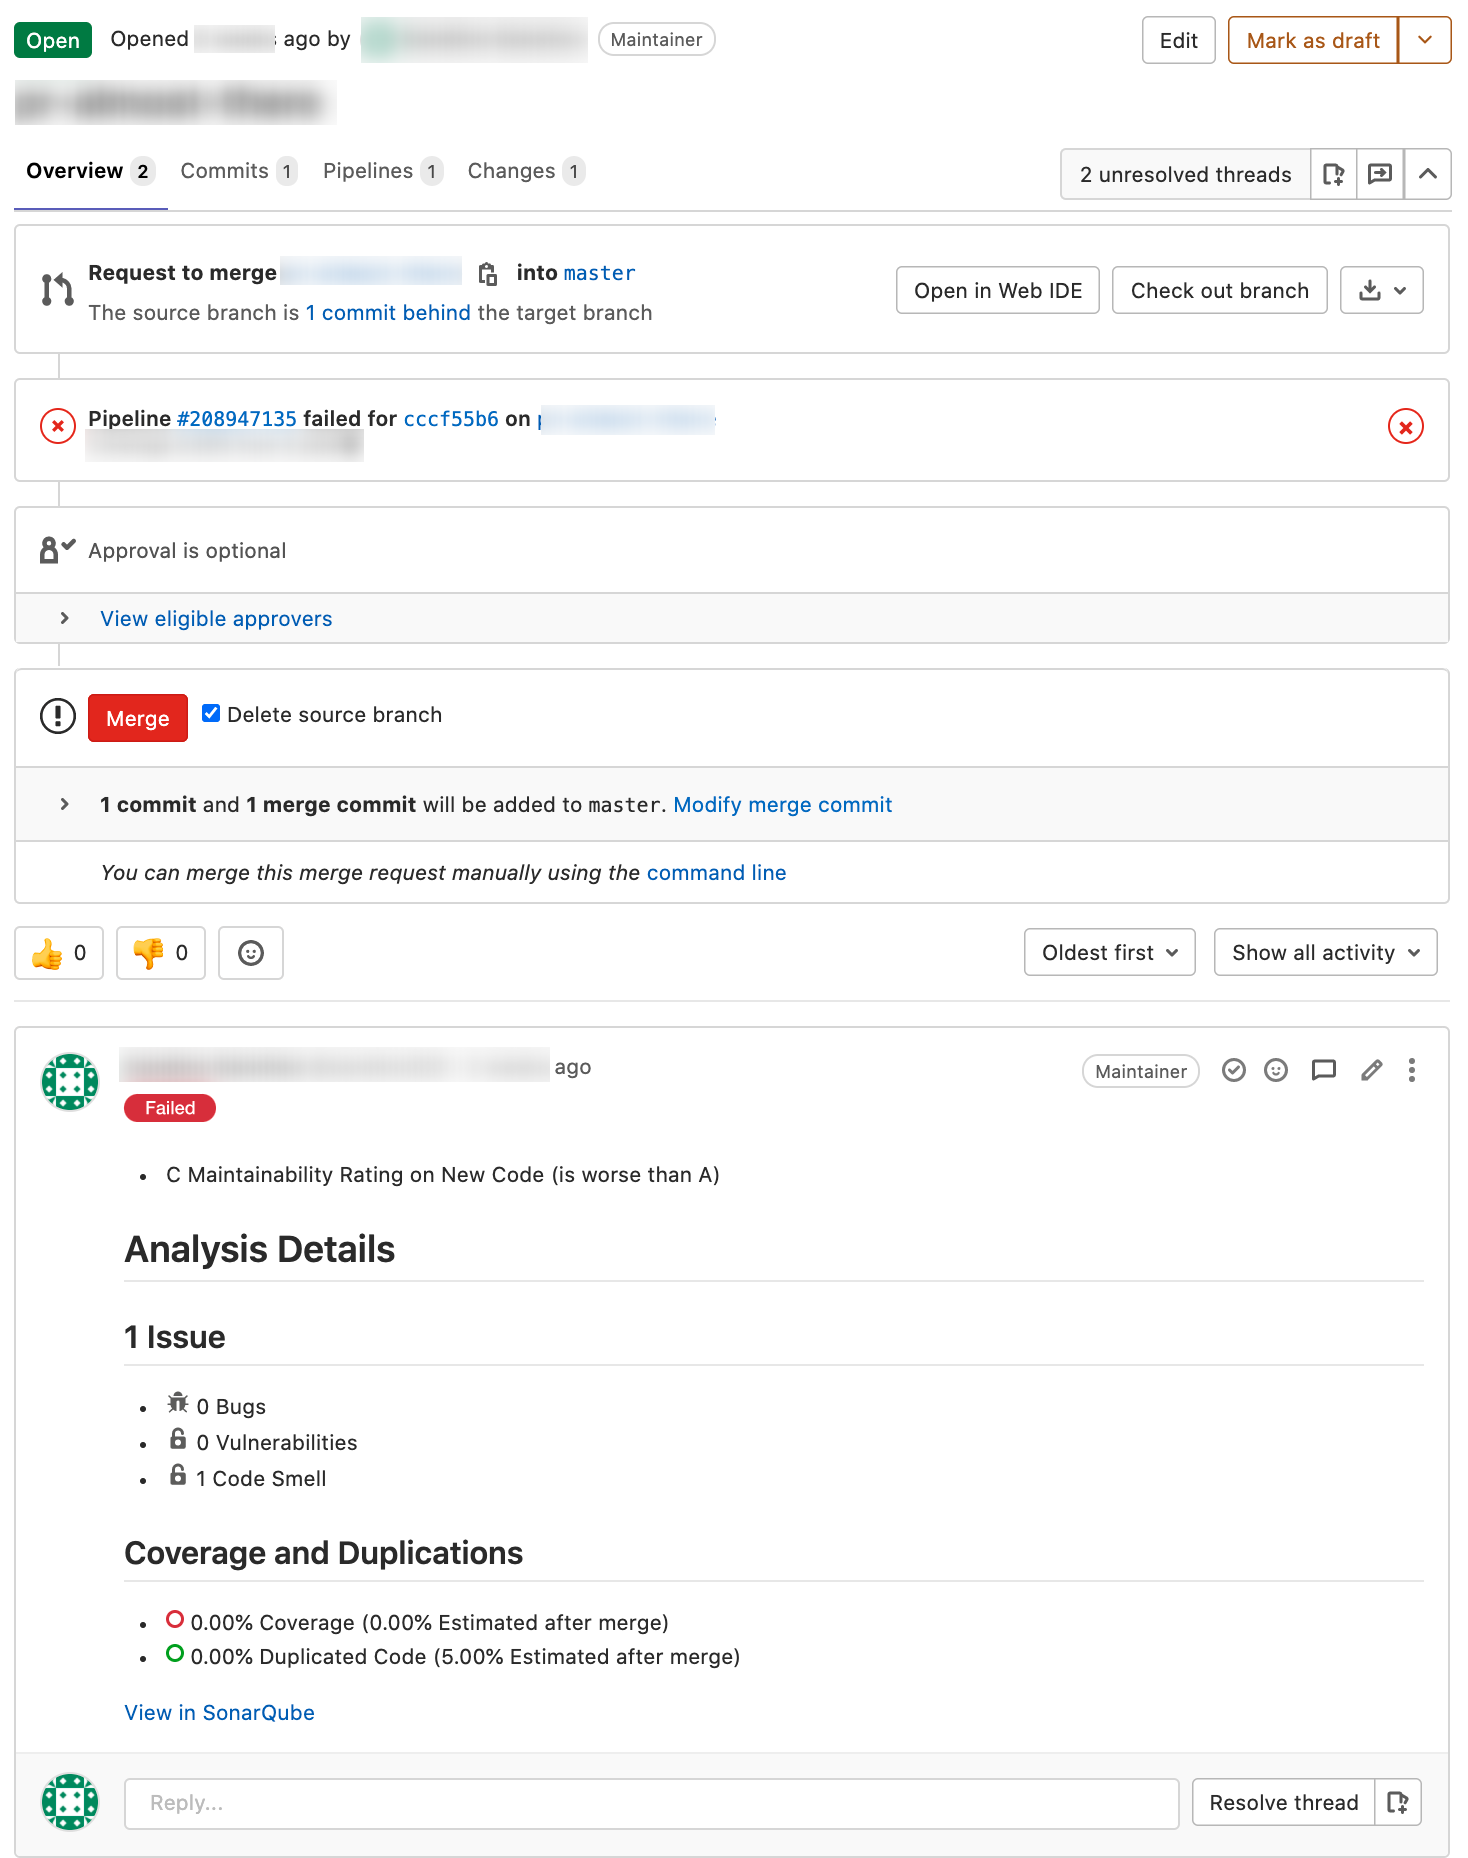 Open Opened ago by Maintainer Edit Mark as draft
Overview 2 Commits 1 Pipelines 1 Changes 1 2 unresolved threads
Request to merge into master
The source branch is 1 commit behind the target branch
Open in Web IDE Check out branch
Pipeline #208947135 failed for cccf55b6 on
Approval is optional
View eligible approvers
Merge Delete source branch
1 commit and 1 merge commit will be added to master. Modify merge commit
You can merge this merge request manually using the command line
0 0 Oldest first Show all activity
ago Maintainer
Failed
C Maintainability Rating on New Code (is worse than A)
Analysis Details
1 Issue
0 Bugs
0 Vulnerabilities
1 Code Smell
Coverage and Duplications
0.00% Coverage (0.00% Estimated after merge)
0.00% Duplicated Code (5.00% Estimated after merge)
View in SonarQube
Reply... Resolve thread